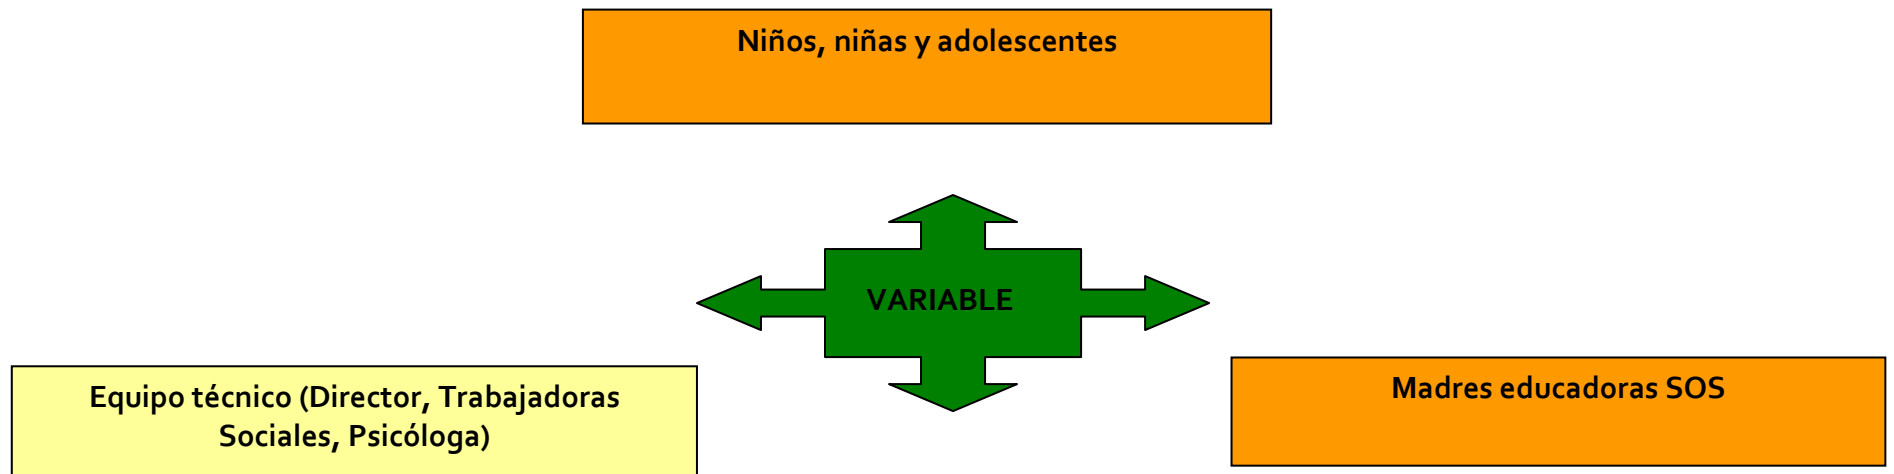 Niños, niñas y adolescentes
VARIABLE
Equipo técnico (Director, Trabajadoras
Sociales, Psicóloga)
Madres educadoras SOS